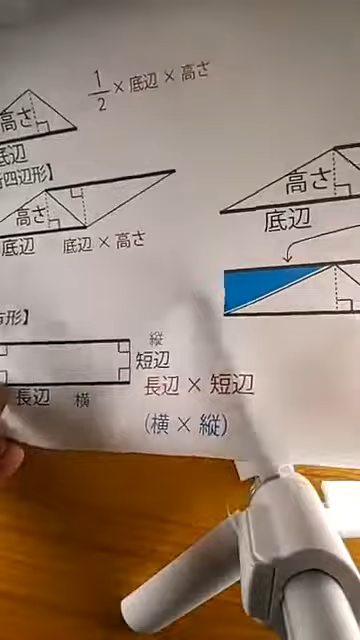 1/2 × 底辺 × 高さ
高さ
底辺
四辺形】
高さ
底辺
底辺 × 高さ
高さ
底辺
形】
縦
短辺
長辺
横
長辺 × 短辺
(横 × 縦)